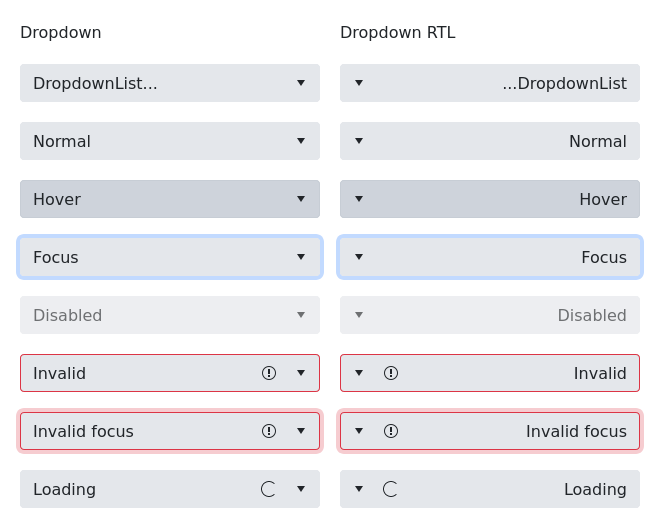 Dropdown
Dropdown RTL
DropdownList...
...DropdownList
Normal
Normal
Hover
Hover
Focus
Focus
Disabled
Disabled
Invalid
Invalid
Invalid focus
Invalid focus
Loading
Loading